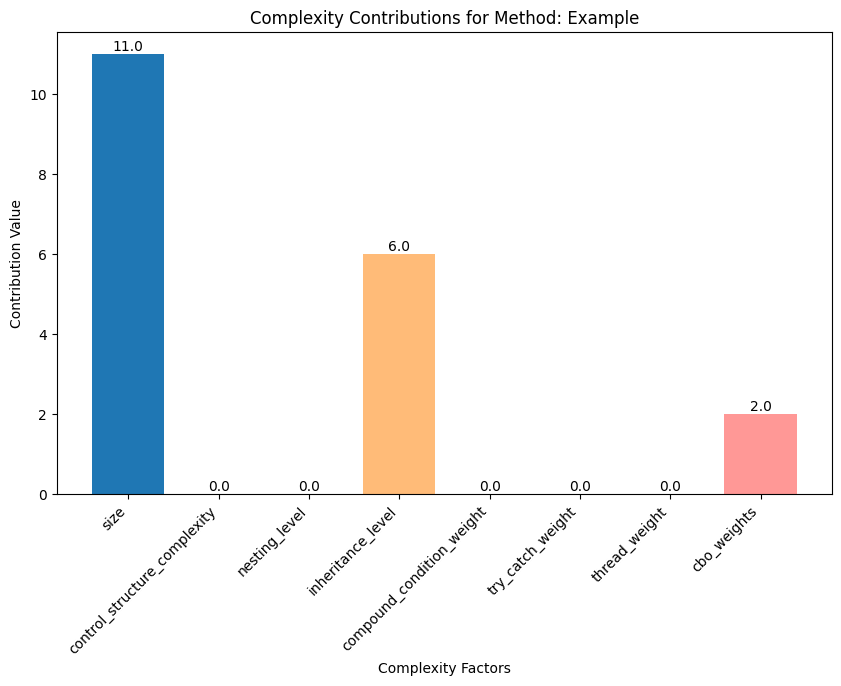 Complexity Contributions for Method: Example
Contribution Value
10
8
6
4
2
0
11.0
0.0
0.0
6.0
0.0
0.0
0.0
2.0
size
control_structure_complexity
nesting_level
inheritance_level
compound_condition_weight
try_catch_weight
thread_weight
cbo_weights
Complexity Factors